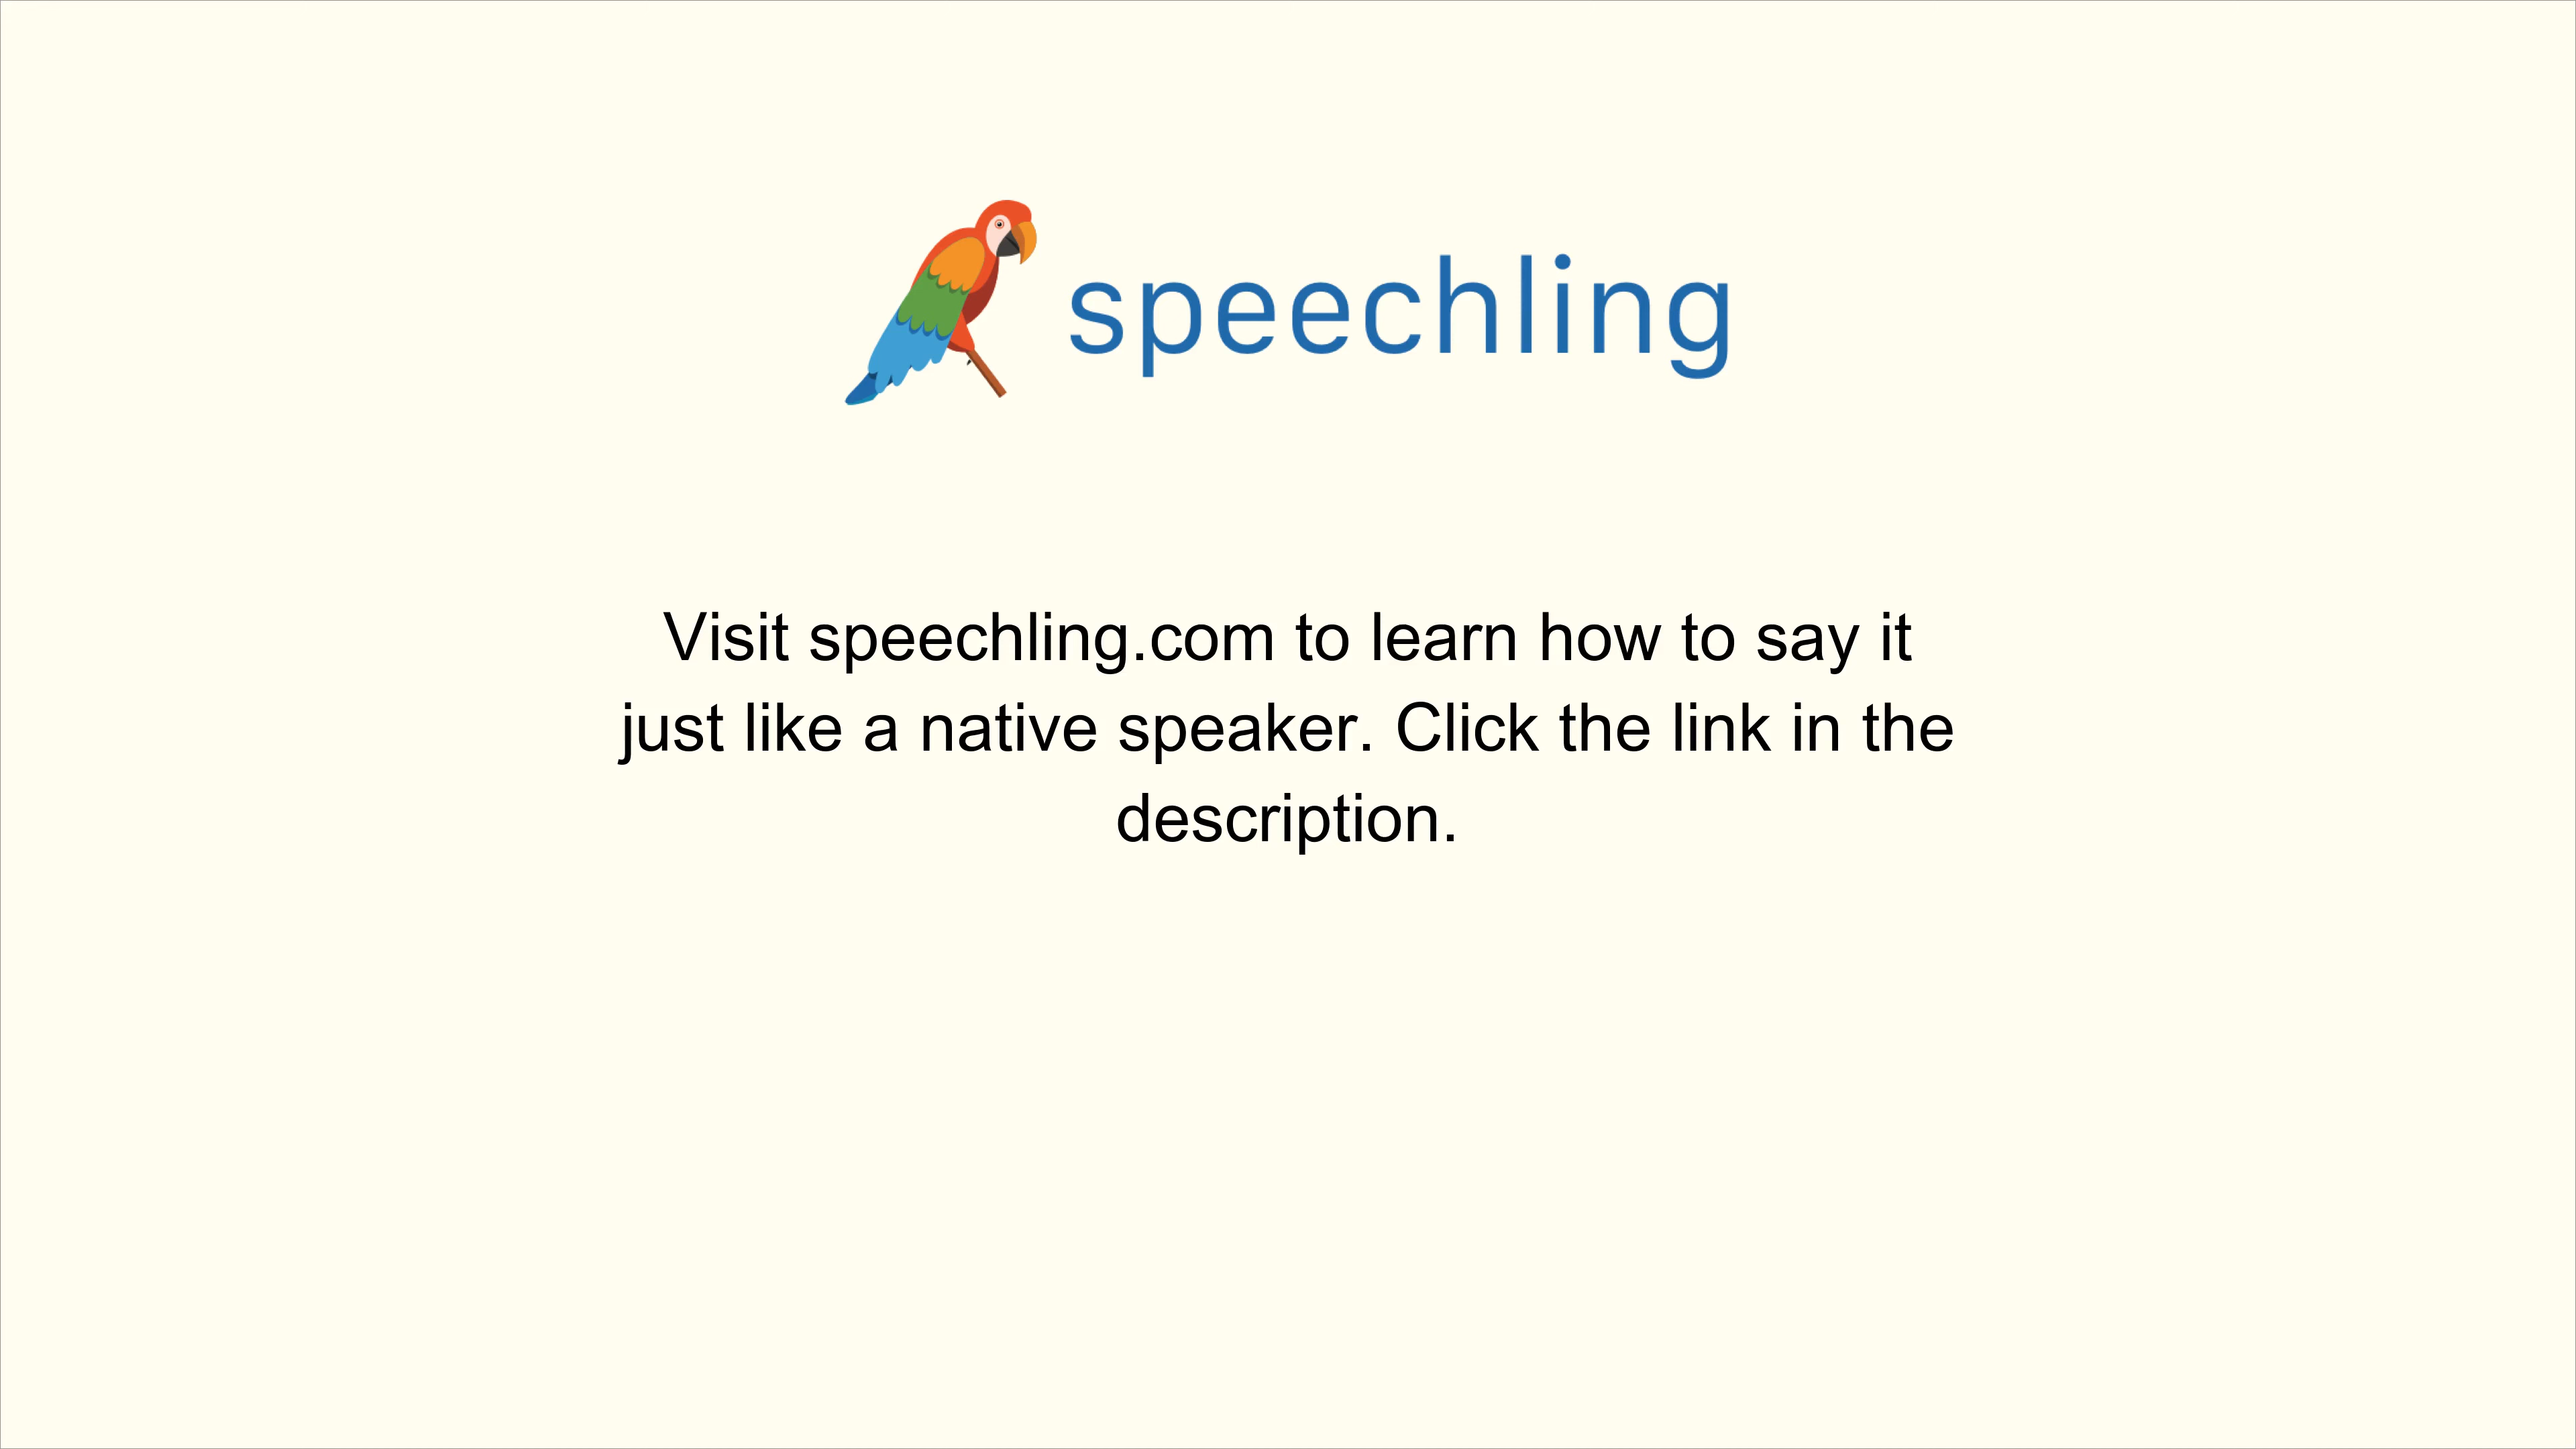 speechling
Visit speechling.com to learn how to say it
just like a native speaker. Click the link in the
description.